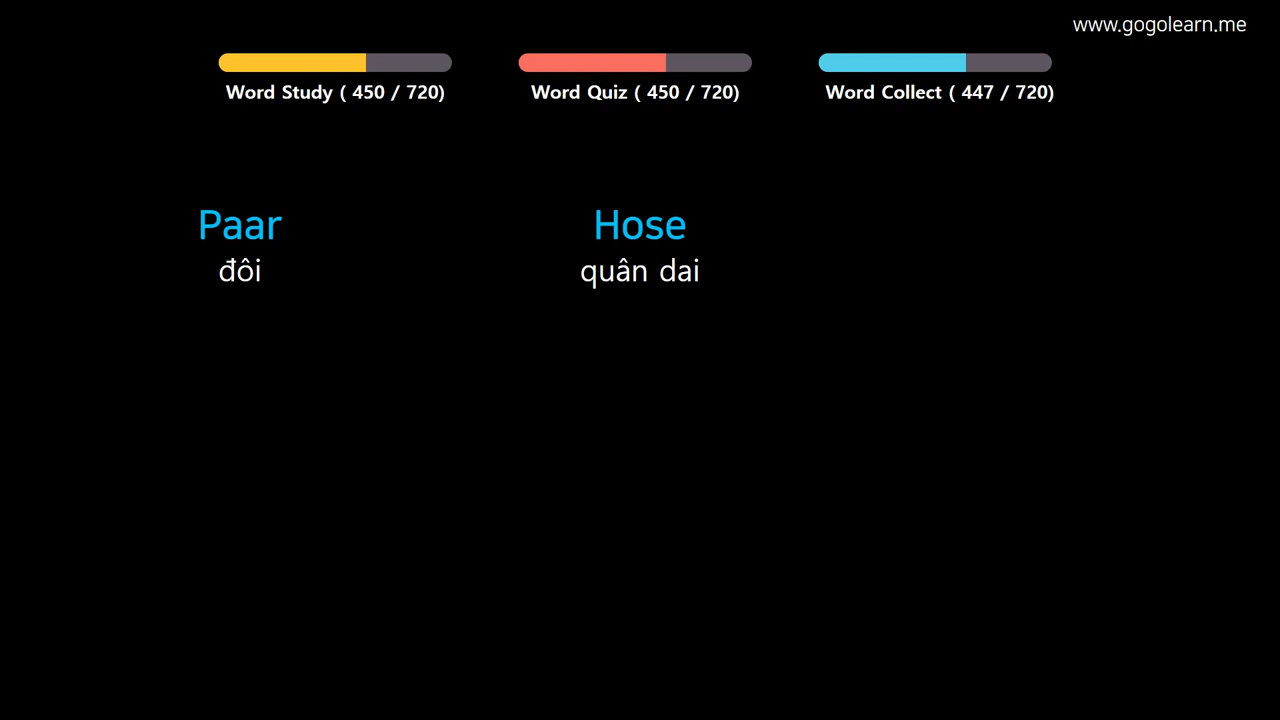 www.gogolearn.me
Word Study ( 450 / 720)
Word Quiz ( 450 / 720)
Word Collect ( 447 / 720)
Paar
Hose
đôi
quân dai